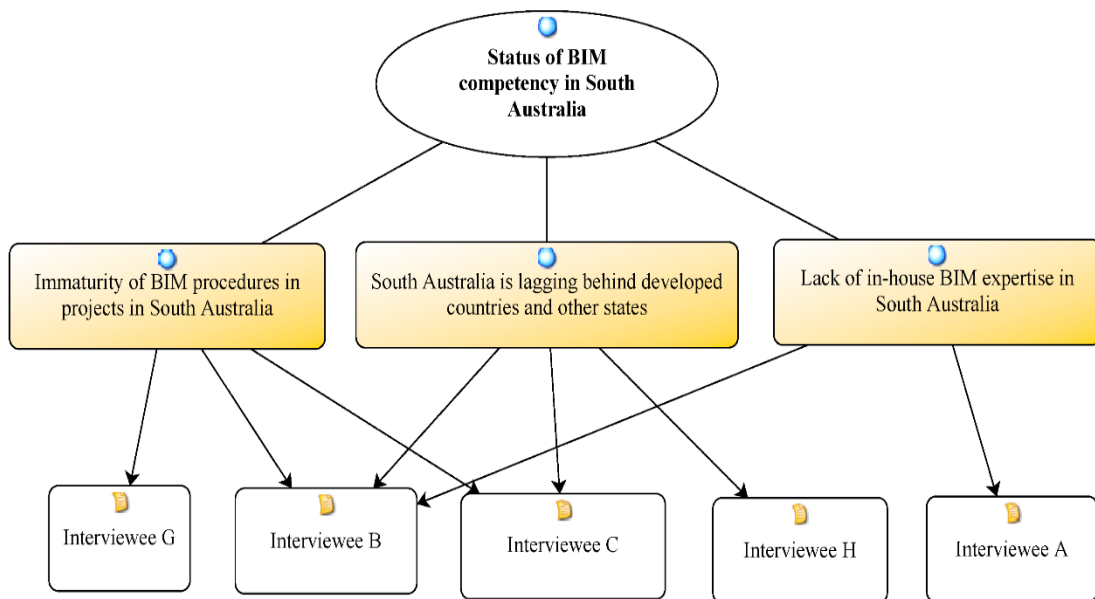 Status of BIM
competency in South
Australia
Immaturity of BIM procedures in
projects in South Australia
South Australia is lagging behind developed
countries and other states
Lack of in-house BIM expertise in
South Australia
Interviewee G
Interviewee B
Interviewee C
Interviewee H
Interviewee A